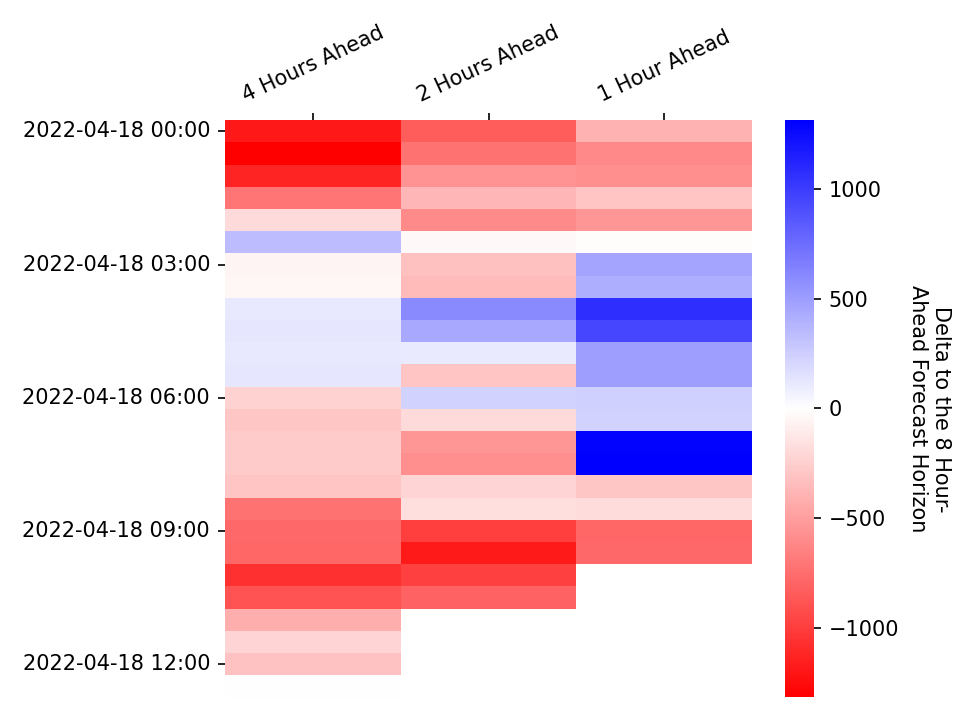 4 Hours Ahead
2 Hours Ahead
1 Hour Ahead
2022-04-18 00:00
2022-04-18 03:00
2022-04-18 06:00
2022-04-18 09:00
2022-04-18 12:00
1000
500
0
−500
−1000
Delta to the 8 Hour-
Ahead Forecast Horizon